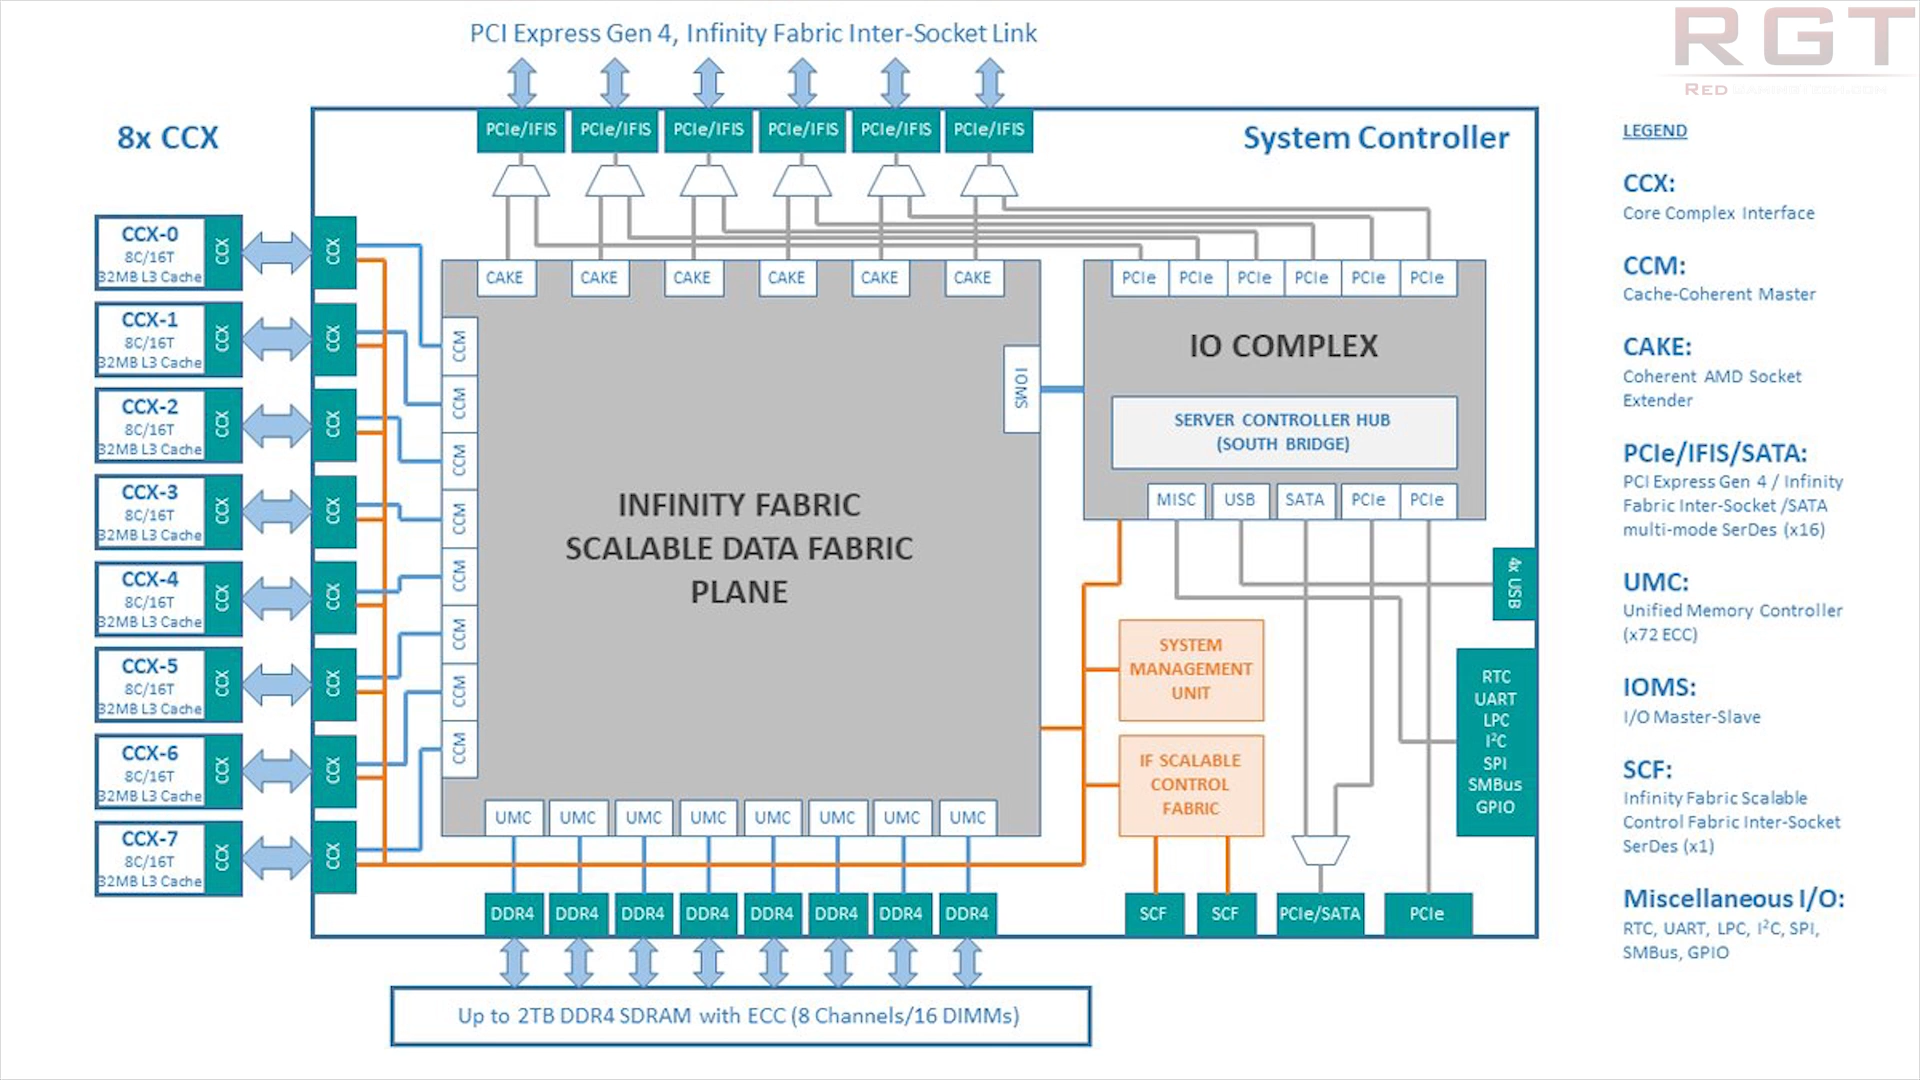 PCI Express Gen 4, Infinity Fabric Inter-Socket Link
RGT
RED
8x CCX
System Controller
PCIe/IFIS PCIe/IFIS PCIe/IFIS PCIe/IFIS PCIe/IFIS PCIe/IFIS
CAKE CAKE CAKE CAKE CAKE CAKE
PCIe PCIe PCIe PCIe PCIe PCIe
CCX-0
8C/16T
32MB L3 Cache
CCX CCX
CCX-1
8C/16T
32MB L3 Cache
CCX CCX
CCX-2
8C/16T
32MB L3 Cache
CCX CCX
CCX-3
8C/16T
32MB L3 Cache
CCX CCX
CCX-4
8C/16T
32MB L3 Cache
CCX CCX
CCX-5
8C/16T
32MB L3 Cache
CCX CCX
CCX-6
8C/16T
32MB L3 Cache
CCX CCX
CCX-7
8C/16T
32MB L3 Cache
CCX CCX
CCM
CCM
CCM
CCM
CCM
CCM
CCM
CCM
INFINITY FABRIC
SCALABLE DATA FABRIC
PLANE
IOMS
IO COMPLEX
SERVER CONTROLLER HUB
(SOUTH BRIDGE)
MISC USB SATA PCIe PCIe
4x USB
SYSTEM
MANAGEMENT
UNIT
IF SCALABLE
CONTROL
FABRIC
RTC
UART
LPC
I²C
SPI
SMBus
GPIO
UMC UMC UMC UMC UMC UMC UMC UMC
DDR4 DDR4 DDR4 DDR4 DDR4 DDR4 DDR4 DDR4
SCF SCF PCIe/SATA PCIe
Up to 2TB DDR4 SDRAM with ECC (8 Channels/16 DIMMs)
LEGEND
CCX:
Core Complex Interface
CCM:
Cache-Coherent Master
CAKE:
Coherent AMD Socket
Extender
PCIe/IFIS/SATA:
PCI Express Gen 4 / Infinity
Fabric Inter-Socket /SATA
multi-mode SerDes (x16)
UMC:
Unified Memory Controller
(x72 ECC)
IOMS:
I/O Master-Slave
SCF:
Infinity Fabric Scalable
Control Fabric Inter-Socket
SerDes (x1)
Miscellaneous I/O:
RTC, UART, LPC, I²C, SPI,
SMBus, GPIO